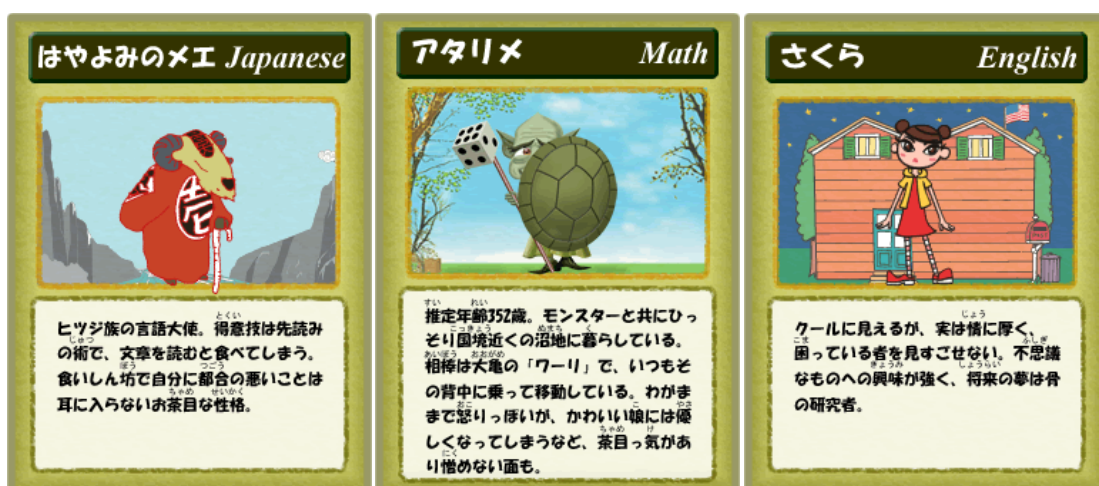 はやよみのメエ Japanese
ヒツジ族の言語大使。得意技は先読み
の術で、文章を読むと食べてしまう。
食いしん坊で自分に都合の悪いことは
耳に入らないお茶目な性格。
アタリメ Math
推定年齢352歳。モンスターと共にひっ
そり国境近くの沼地に暮らしている。
相棒は大亀の「ワーリ」で、いつもそ
の背中に乗って移動している。わがま
まで怒りっぽいが、かわいい娘には優
しくなってしまうなど、茶目っ気があ
り憎めない面も。
さくら English
クールに見えるが、実は情に厚く、
困っている者を見すごせない。不思議
なものへの興味が強く、将来の夢は骨
の研究者。